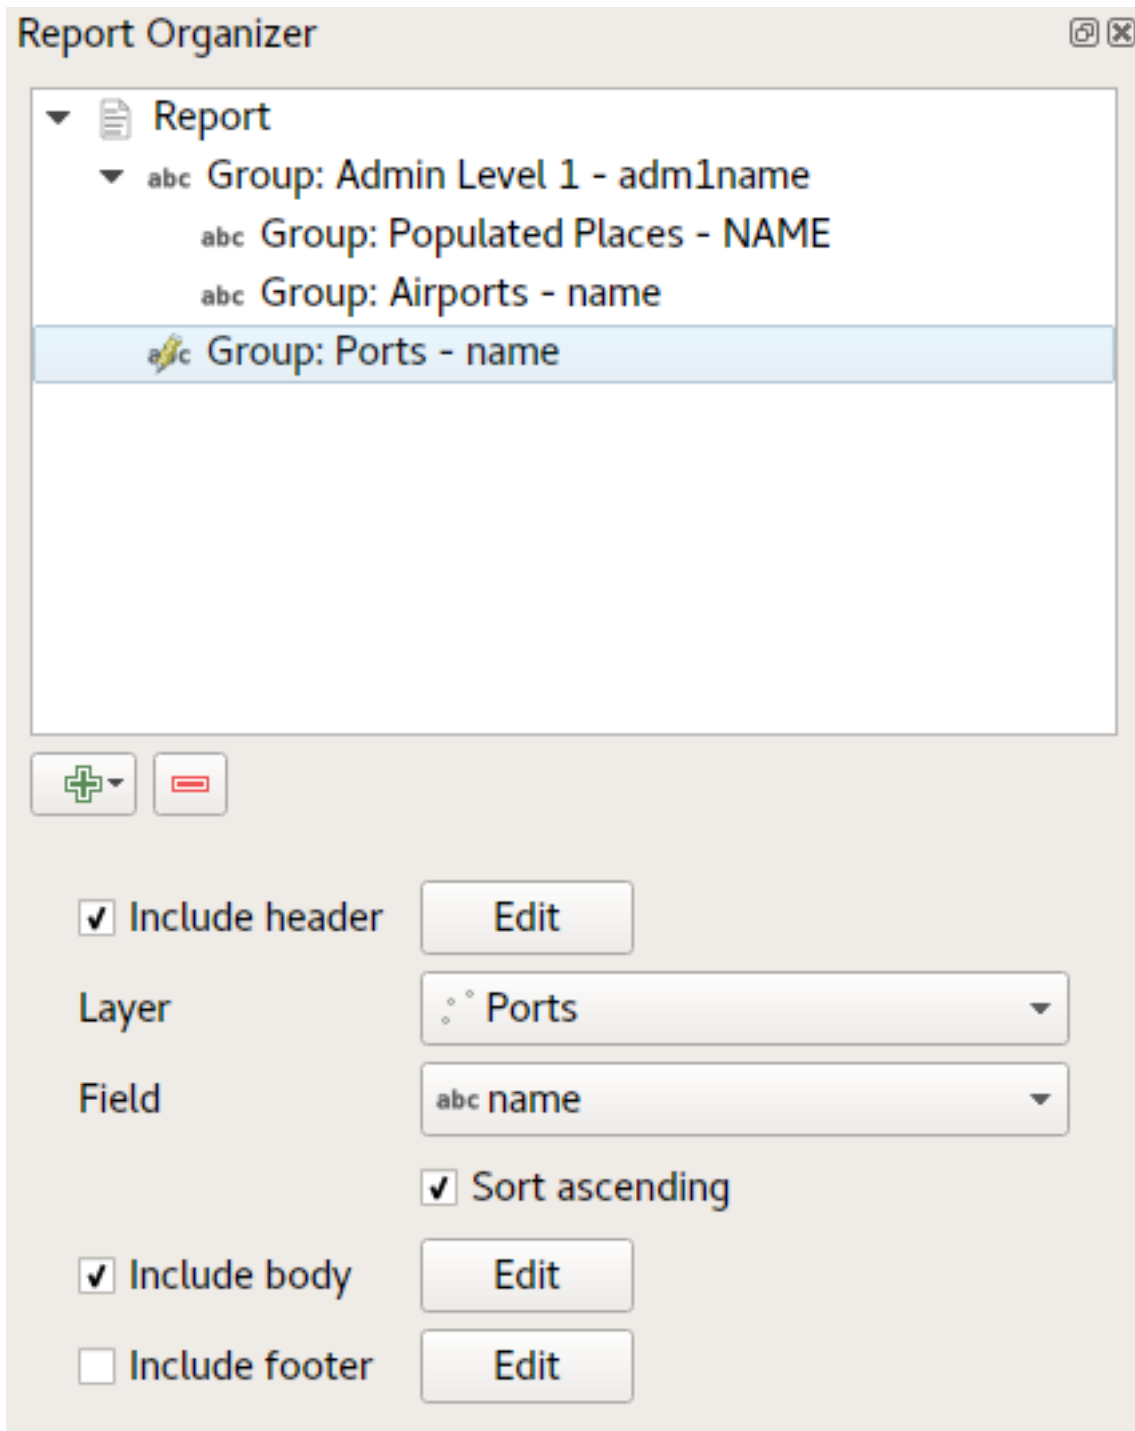 Report Organizer
Report
abc Group: Admin Level 1 - adm1name
abc Group: Populated Places - NAME
abc Group: Airports - name
abc Group: Ports - name
Include header Edit
Layer Ports
Field abc name
Sort ascending
Include body Edit
Include footer Edit